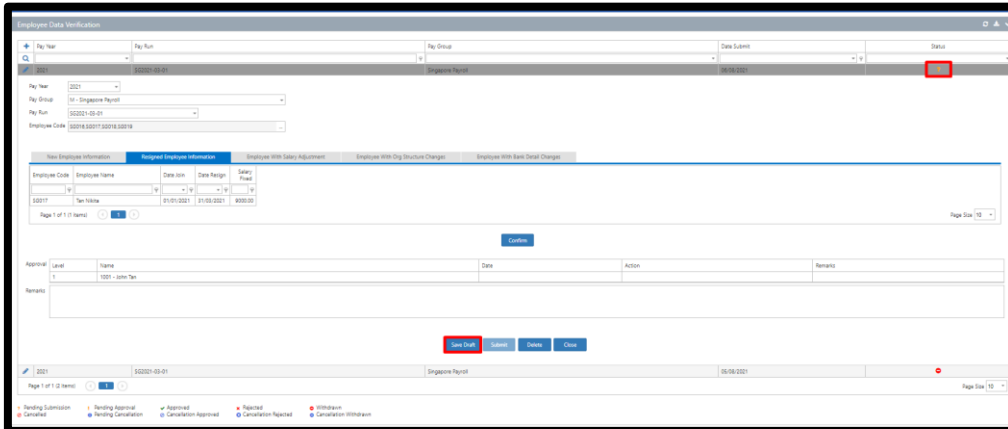 Employee Data Verification
Pay Year Pay Run Pay Group Date Submit Status
2021 SG2021-03-01 Singapore Payroll 05/08/2021
Pay Year 2021
Pay Group M - Singapore Payroll
Pay Run SG2021-03-01
Employee Code SG016,SG017,SG018,SG019 ...
New Employee Information Resigned Employee Information Employee With Salary Adjustment Employee With Org Structure Changes Employee With Bank Detail Changes
Employee Code Employee Name Date Join Date Resign Salary Fixed
SG017 Tan Nikita 01/01/2021 31/03/2021 8000.00
Page 1 of 1 (1 items) 1 Page Size 10
Confirm
Approval Level Name Date Action Remarks
1 1001 - John Tan
Remarks
Save Draft Submit Delete Close
2021 SG2021-03-01 Singapore Payroll 05/08/2021
Page 1 of 1 (2 items) 1 Page Size 10
Pending Submission Pending Approval Approved Rejected Withdrawn
Cancelled Pending Cancellation Cancellation Approved Cancellation Rejected Cancellation Withdrawn